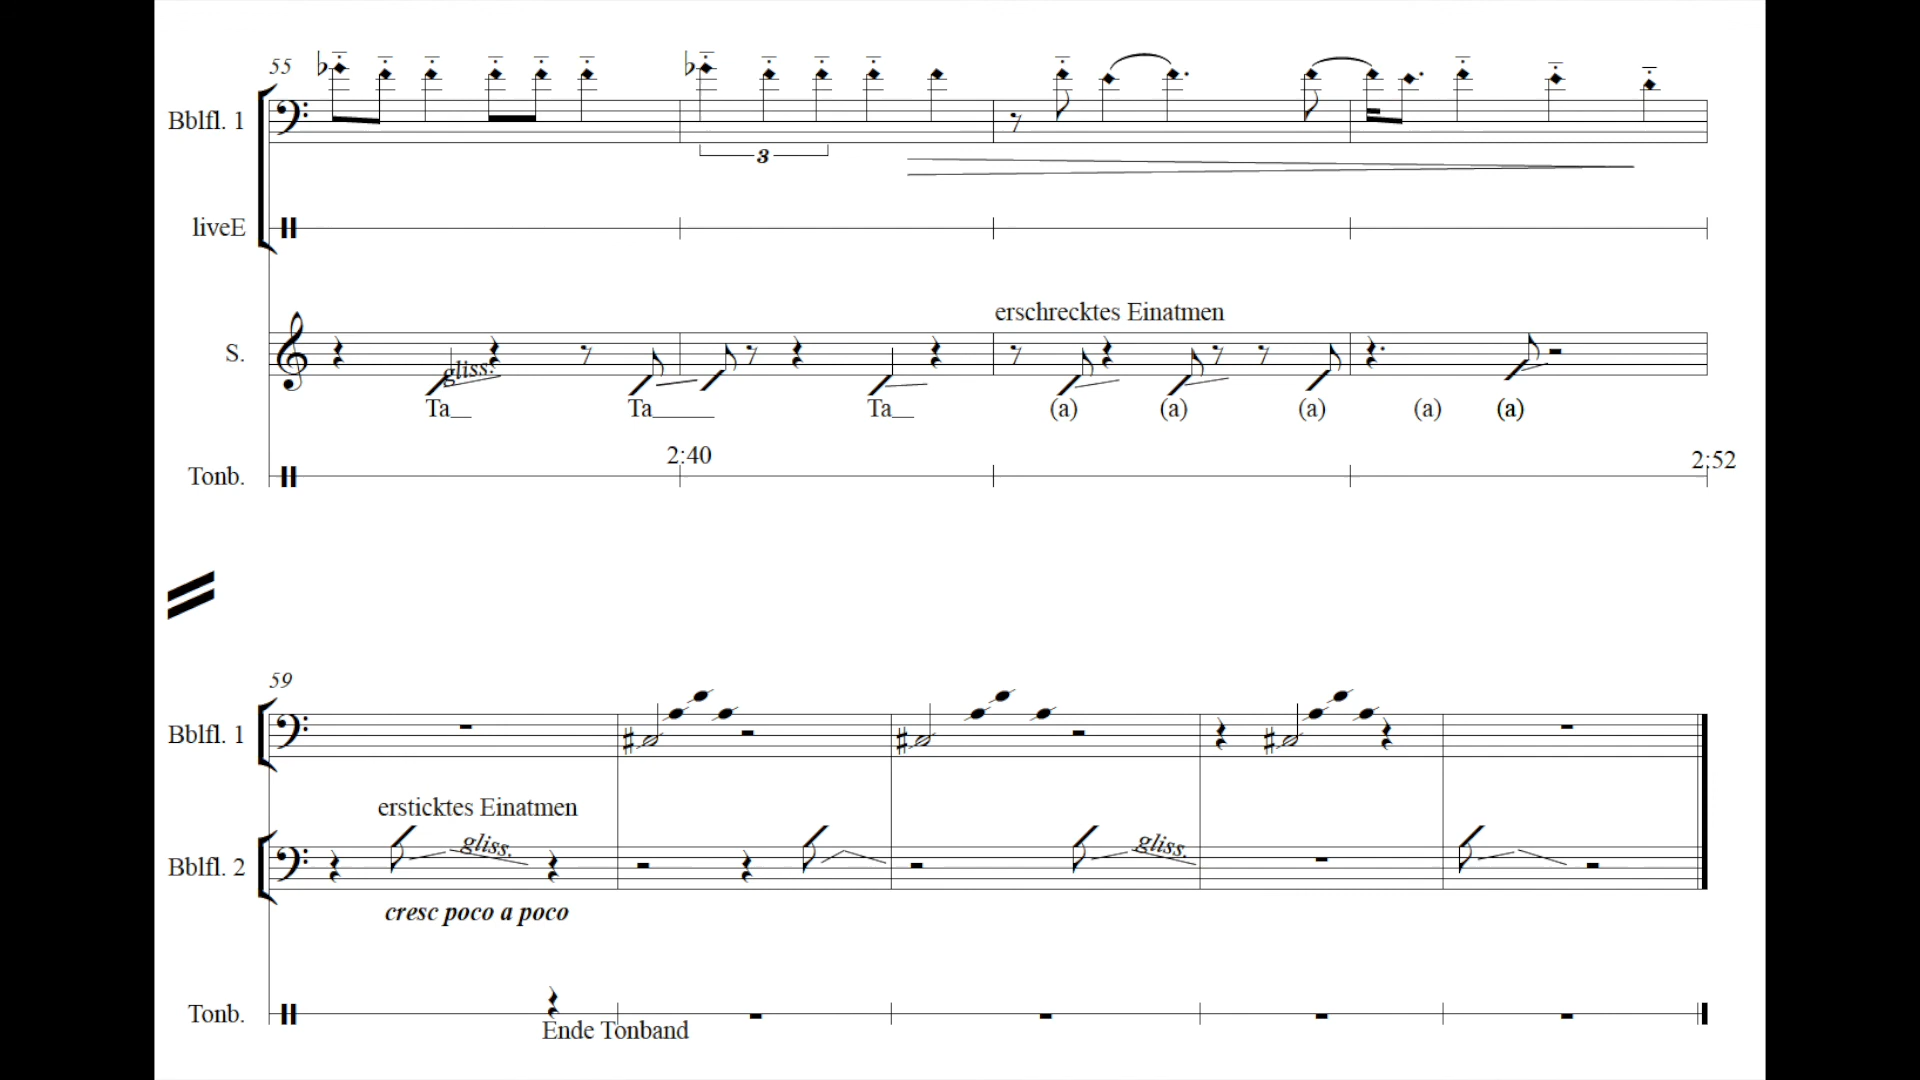 55
Bblfl. 1
3
liveE
erschrecktes Einatmen
S.
gliss.
Ta__ Ta____ Ta__ (a) (a) (a) (a) (a)
2:40 2:52
Tonb.
59
Bblfl. 1
ersticktes Einatmen
gliss. gliss.
Bblfl. 2
cresc poco a poco
Tonb.
Ende Tonband